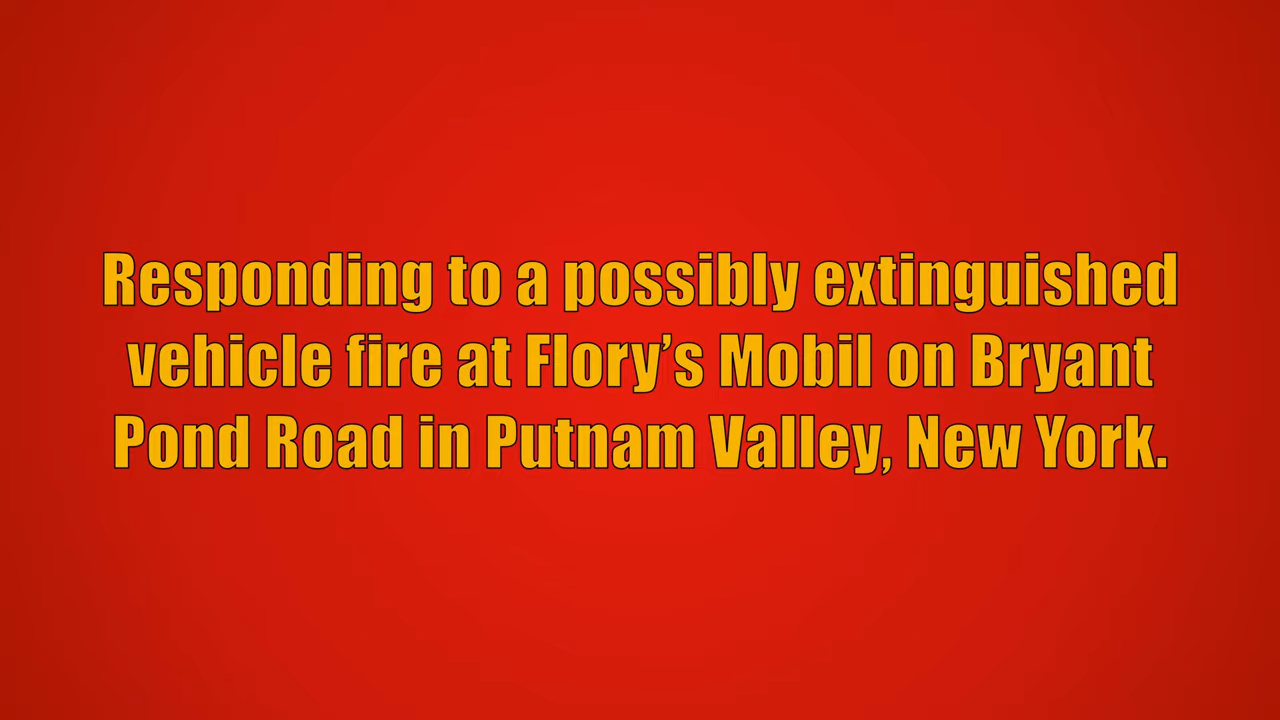 Responding to a possibly extinguished
vehicle fire at Flory’s Mobil on Bryant
Pond Road in Putnam Valley, New York.